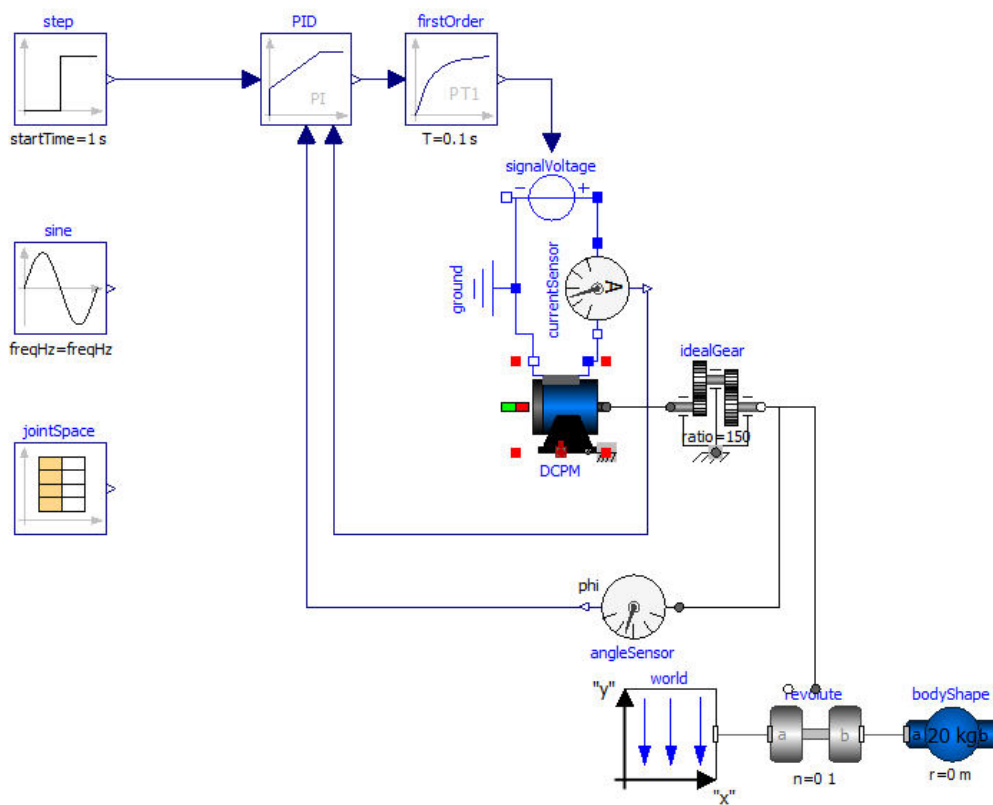 step
PID
firstOrder
PI
PT1
startTime=1 s
T=0.1 s
signalVoltage
- +
sine
ground
currentSensor
A
freqHz=freqHz
idealGear
jointSpace
ratio=150
DCPM
phi
angleSensor
world
"y"
revolute
bodyShape
a b
a 20 kg b
"x"
n=0 1
r=0 m